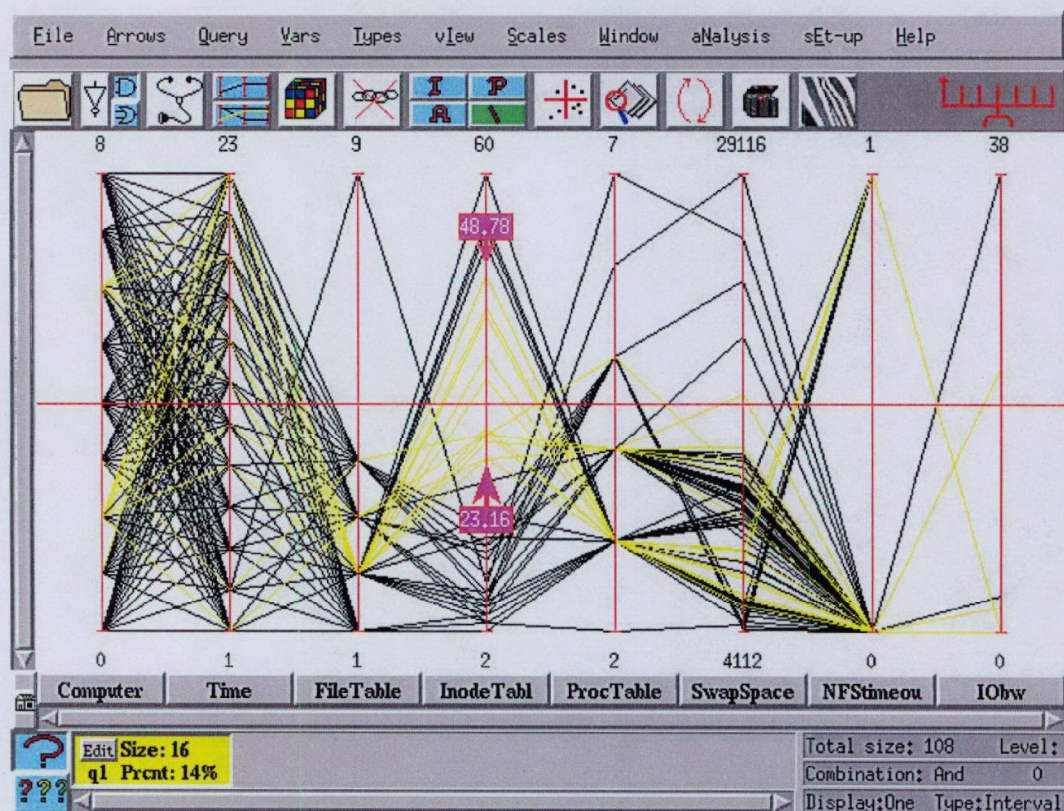 File Arrows Query Vars Types vIew Scales Window aNalysis sEt-up Help
I P
A
8 23 9 60 7 29116 1 38
48.78
23.16
0 1 1 2 2 4112 0 0
Computer Time FileTable InodeTabl ProcTable SwapSpace NFStimeou IObw
? Edit Size: 16
q1 Prcnt: 14%
???
Total size: 108 Level:
Combination: And 0
Display:One Type:Interval